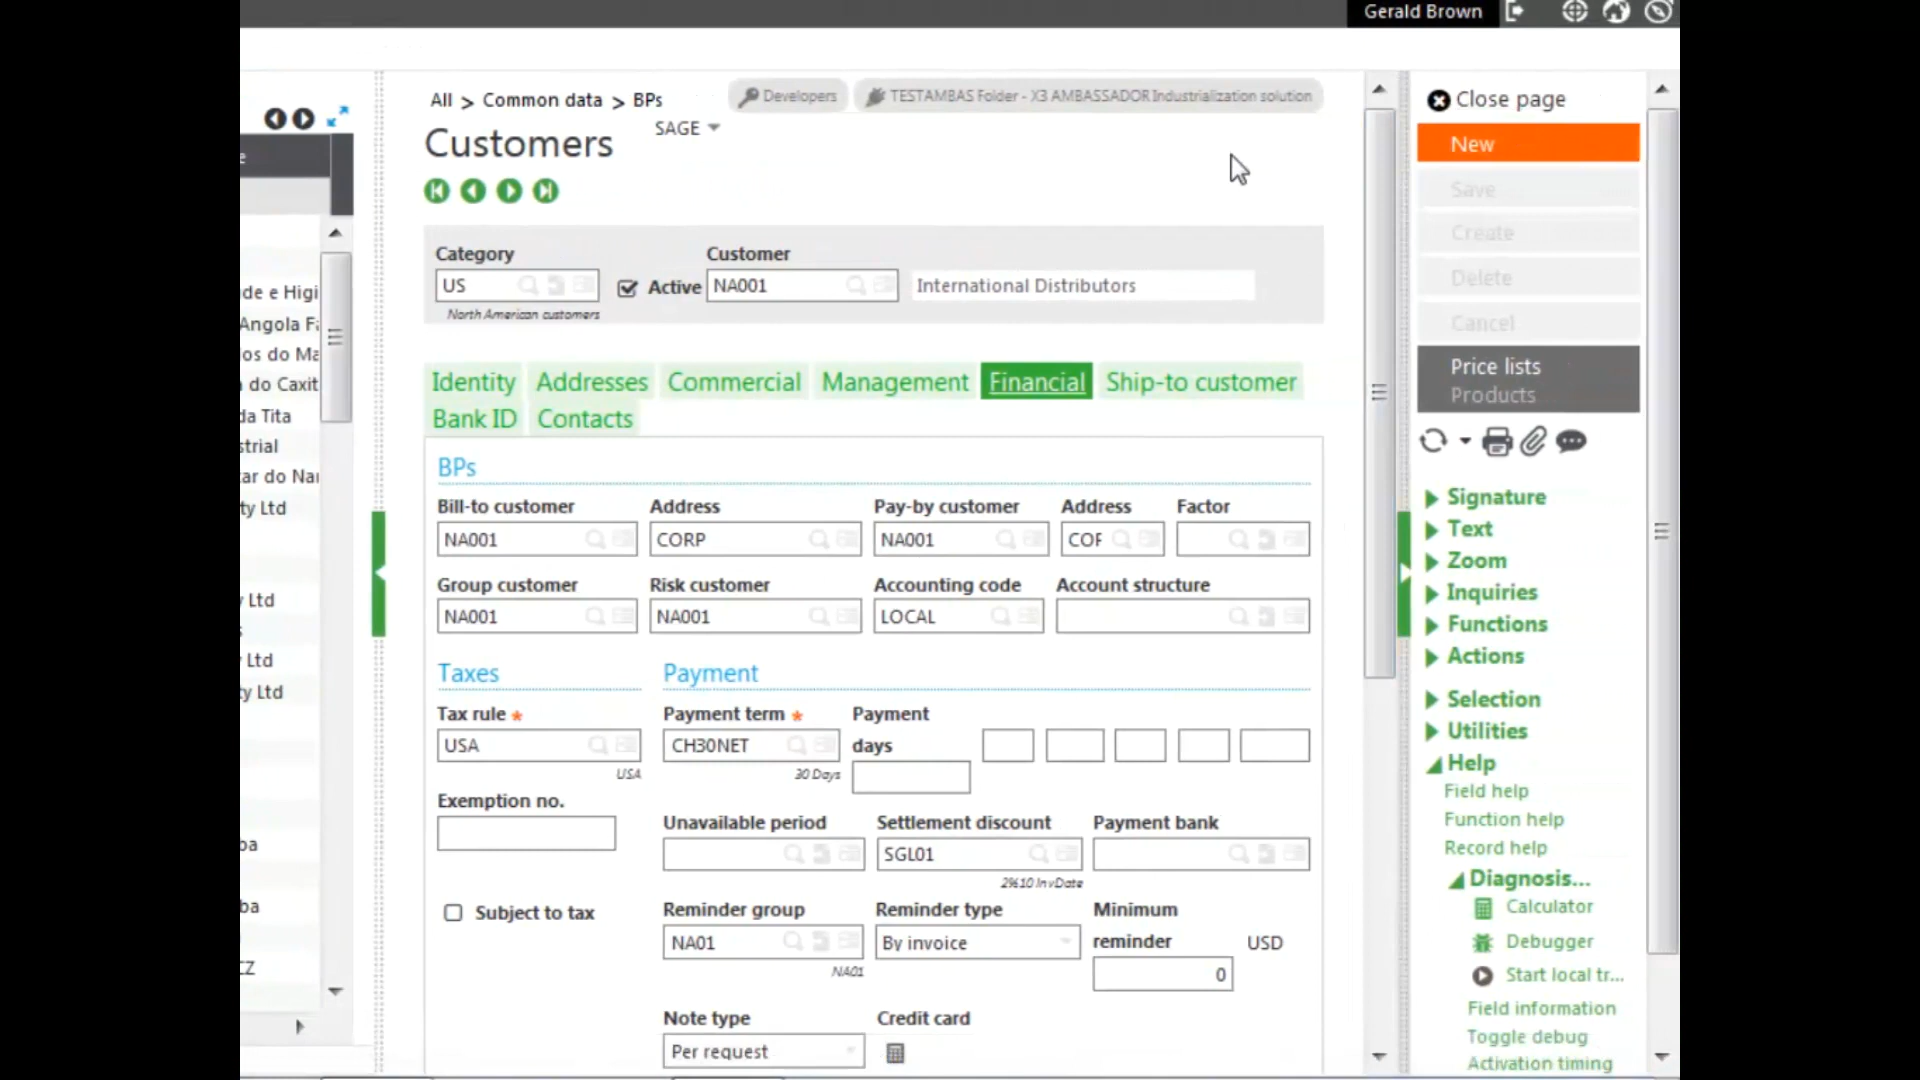 Gerald Brown
All > Common data > BPs
Developers
TESTAMBAS Folder - X3 AMBASSADOR Industrialization solution
SAGE
Customers
Category
Customer
US
Active
NA001
International Distributors
North American customers
Identity Addresses Commercial Management Financial Ship-to customer
Bank ID Contacts
BPs
Bill-to customer Address Pay-by customer Address Factor
NA001 CORP NA001 COF
Group customer Risk customer Accounting code Account structure
NA001 NA001 LOCAL
Taxes Payment
Tax rule * Payment term * Payment days
USA CH30NET
USA 30 Days
Exemption no.
Unavailable period Settlement discount Payment bank
SGL01
2%10 InvDate
Subject to tax
Reminder group Reminder type Minimum reminder
NA01 By invoice USD
NA01 0
Note type Credit card
Per request
e
de e Higi
Angola Fa
os do Ma
a do Caxit
da Tita
strial
ar do Nar
ty Ltd
y Ltd
s
Ltd
ty Ltd
ba
ba
CZ
Close page
New
Save
Create
Delete
Cancel
Price lists
Products
Signature
Text
Zoom
Inquiries
Functions
Actions
Selection
Utilities
Help
Field help
Function help
Record help
Diagnosis...
Calculator
Debugger
Start local tr...
Field information
Toggle debug
Activation timing